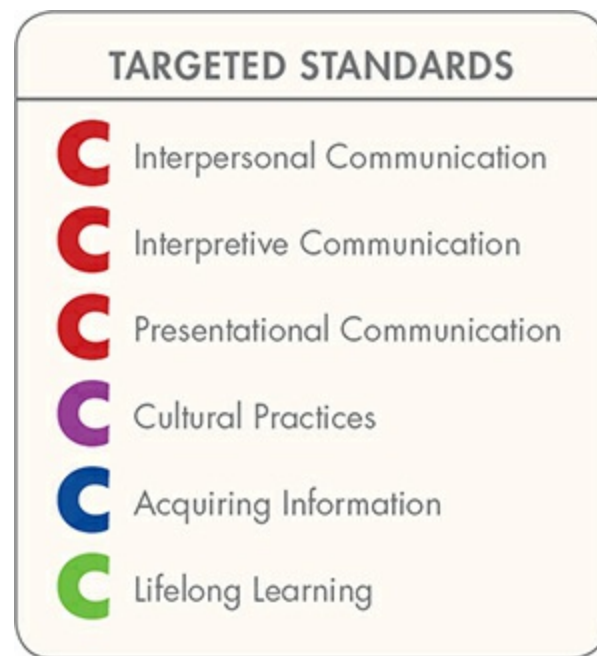 TARGETED STANDARDS
C Interpersonal Communication
C Interpretive Communication
C Presentational Communication
C Cultural Practices
C Acquiring Information
C Lifelong Learning